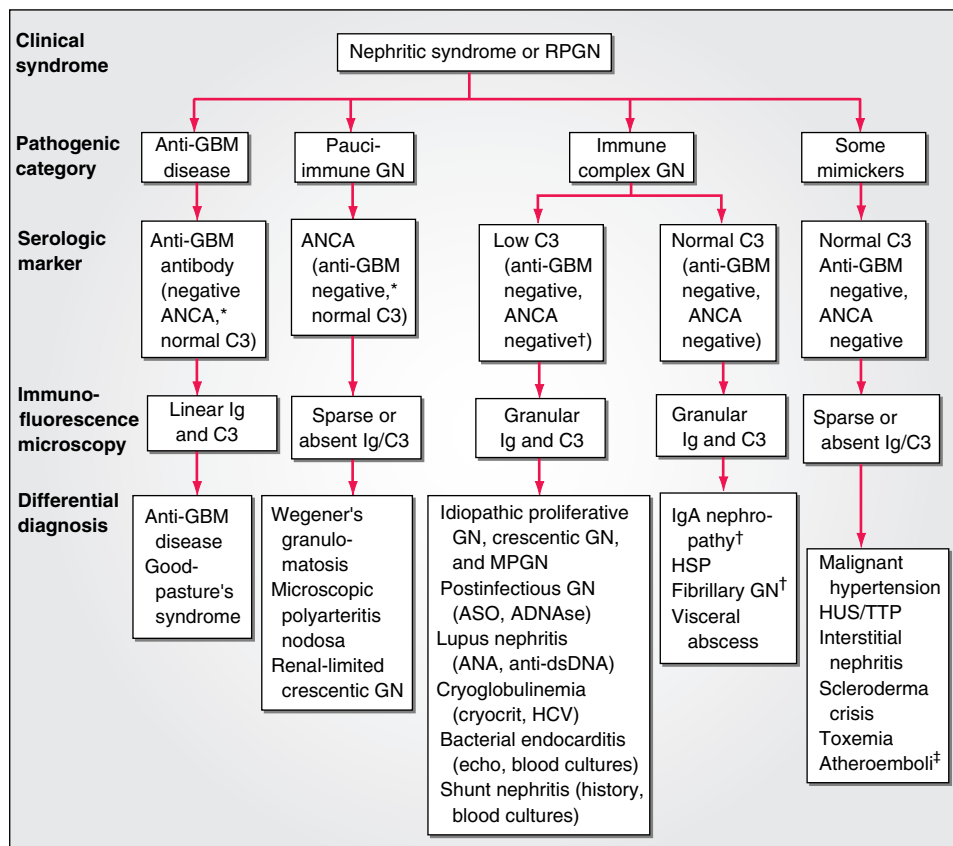 Clinical
syndrome
Nephritic syndrome or RPGN
Pathogenic
category
Anti-GBM
disease
Pauci-
immune GN
Immune
complex GN
Some
mimickers
Serologic
marker
Anti-GBM
antibody
(negative
ANCA,*
normal C3)
ANCA
(anti-GBM
negative,*
normal C3)
Low C3
(anti-GBM
negative,
ANCA
negative†)
Normal C3
(anti-GBM
negative,
ANCA
negative)
Normal C3
Anti-GBM
negative,
ANCA
negative
Immuno-
fluorescence
microscopy
Linear Ig
and C3
Sparse or
absent Ig/C3
Granular
Ig and C3
Granular
Ig and C3
Sparse or
absent Ig/C3
Differential
diagnosis
Anti-GBM
disease
Good-
pasture's
syndrome
Wegener's
granulo-
matosis
Microscopic
polyarteritis
nodosa
Renal-limited
crescentic GN
Idiopathic proliferative
GN, crescentic GN,
and MPGN
Postinfectious GN
(ASO, ADNAse)
Lupus nephritis
(ANA, anti-dsDNA)
Cryoglobulinemia
(cryocrit, HCV)
Bacterial endocarditis
(echo, blood cultures)
Shunt nephritis (history,
blood cultures)
IgA nephro-
pathy†
HSP
Fibrillary GN†
Visceral
abscess
Malignant
hypertension
HUS/TTP
Interstitial
nephritis
Scleroderma
crisis
Toxemia
Atheroemboli‡